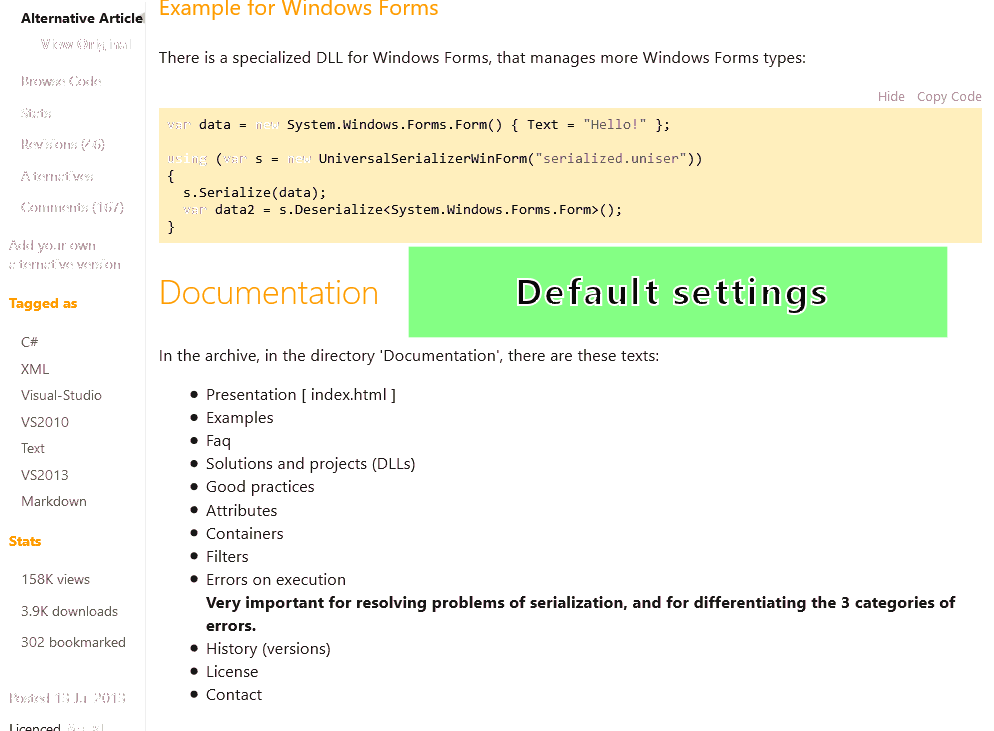 Alternative Article
View Original
Browse Code
Stats
Revisions (46)
Alternatives
Comments (167)
Add your own
alternative version
Tagged as
C#
XML
Visual-Studio
VS2010
Text
VS2013
Markdown
Stats
158K views
3.9K downloads
302 bookmarked
Posted 13 Jul 2013
Licenced
Example for Windows Forms
There is a specialized DLL for Windows Forms, that manages more Windows Forms types:
Hide Copy Code
var data = new System.Windows.Forms.Form() { Text = "Hello!" };
using (var s = new UniversalSerializerWinForm("serialized.uniser"))
{
s.Serialize(data);
var data2 = s.Deserialize<System.Windows.Forms.Form>();
}
Documentation
Default settings
In the archive, in the directory 'Documentation', there are these texts:
Presentation [ index.html ]
Examples
Faq
Solutions and projects (DLLs)
Good practices
Attributes
Containers
Filters
Errors on execution
Very important for resolving problems of serialization, and for differentiating the 3 categories of
errors.
History (versions)
License
Contact